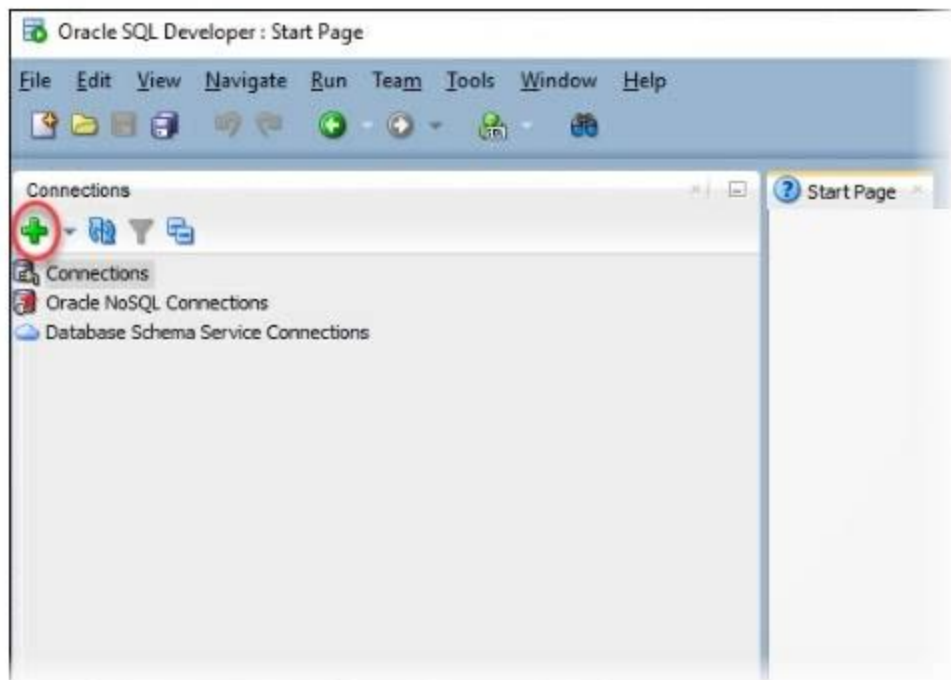 Oracle SQL Developer : Start Page
File Edit View Navigate Run Team Tools Window Help
Connections
Start Page
Connections
Oracle NoSQL Connections
Database Schema Service Connections